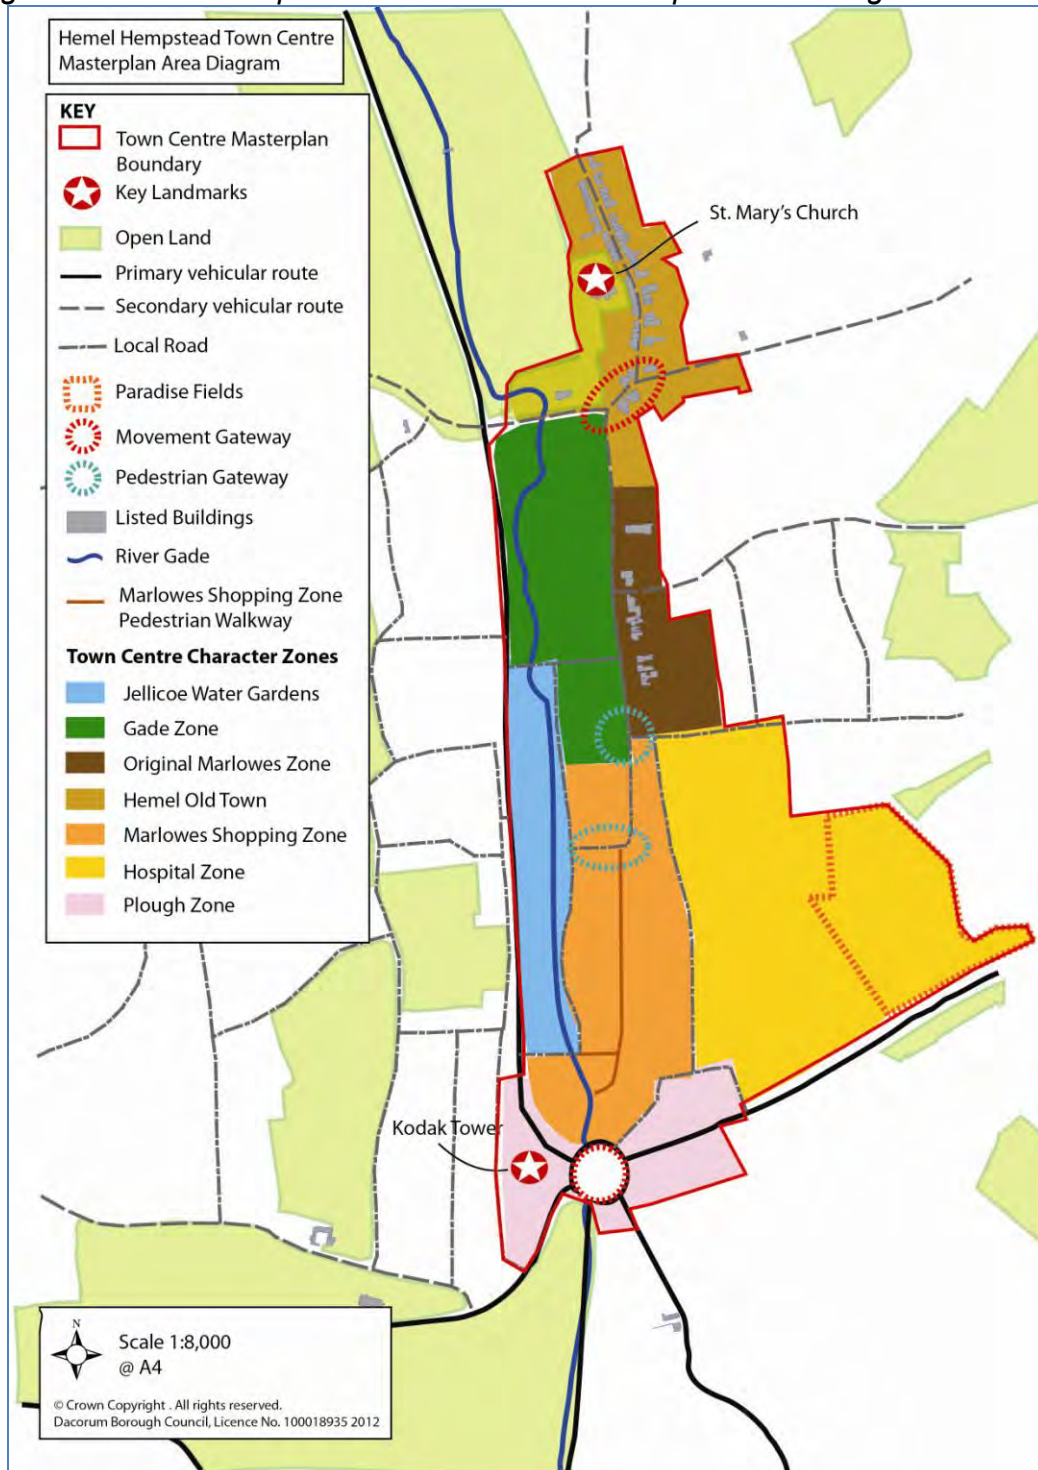 Hemel Hempstead Town Centre
Masterplan Area Diagram
KEY
Town Centre Masterplan
Boundary
Key Landmarks
Open Land
Primary vehicular route
Secondary vehicular route
Local Road
Paradise Fields
Movement Gateway
Pedestrian Gateway
Listed Buildings
River Gade
Marlowes Shopping Zone
Pedestrian Walkway
Town Centre Character Zones
Jellicoe Water Gardens
Gade Zone
Original Marlowes Zone
Hemel Old Town
Marlowes Shopping Zone
Hospital Zone
Plough Zone
St. Mary's Church
Kodak Tower
N
Scale 1:8,000
@ A4
© Crown Copyright . All rights reserved.
Dacorum Borough Council, Licence No. 100018935 2012